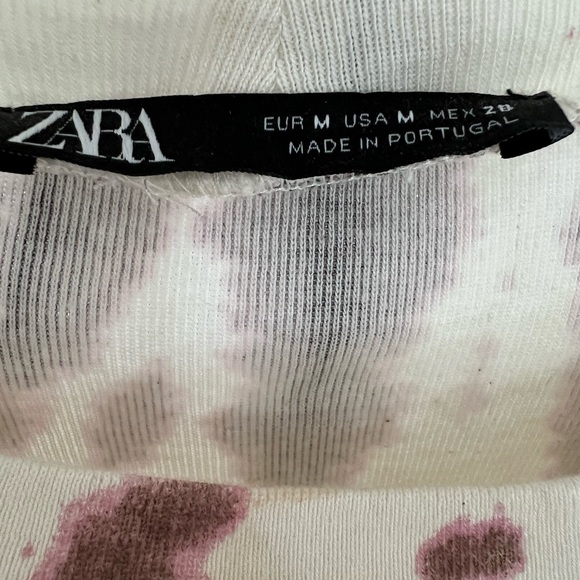 ZARA
EUR M USA M MEX 28
MADE IN PORTUGAL